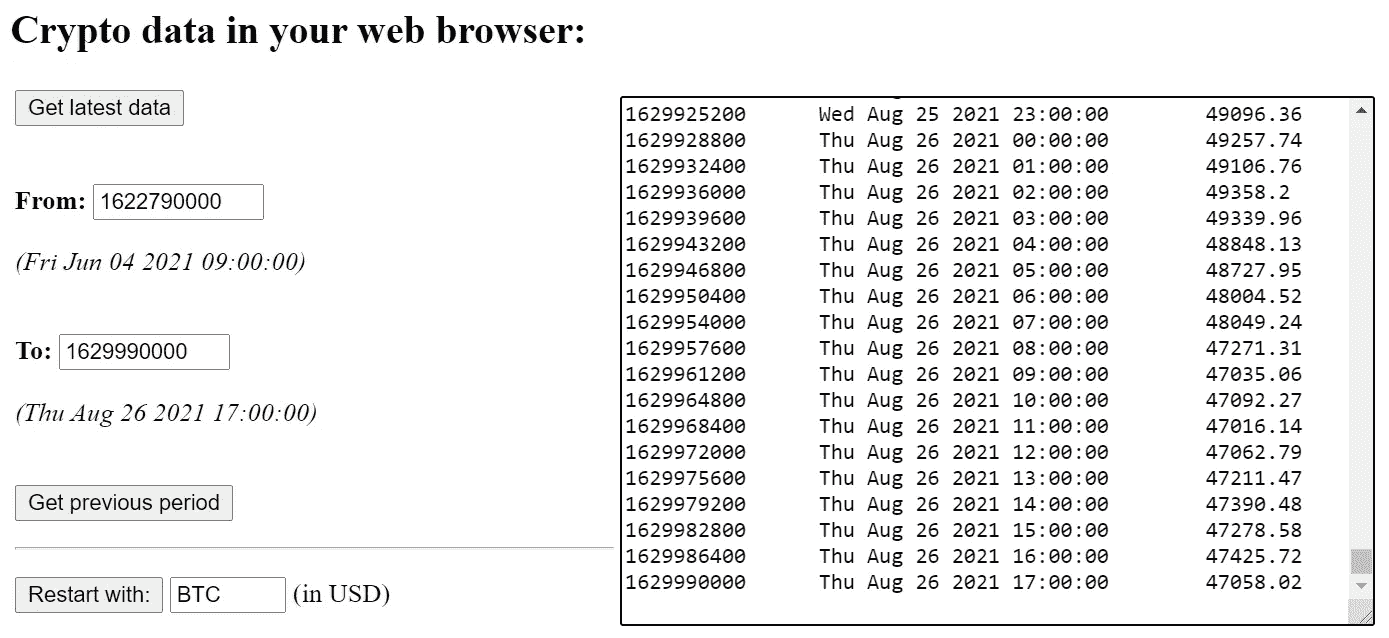 Crypto data in your web browser:
Get latest data
From: 1622790000
(Fri Jun 04 2021 09:00:00)
To: 1629990000
(Thu Aug 26 2021 17:00:00)
Get previous period
Restart with: BTC (in USD)
1629925200 Wed Aug 25 2021 23:00:00 49096.36
1629928800 Thu Aug 26 2021 00:00:00 49257.74
1629932400 Thu Aug 26 2021 01:00:00 49106.76
1629936000 Thu Aug 26 2021 02:00:00 49358.2
1629939600 Thu Aug 26 2021 03:00:00 49339.96
1629943200 Thu Aug 26 2021 04:00:00 48848.13
1629946800 Thu Aug 26 2021 05:00:00 48727.95
1629950400 Thu Aug 26 2021 06:00:00 48004.52
1629954000 Thu Aug 26 2021 07:00:00 48049.24
1629957600 Thu Aug 26 2021 08:00:00 47271.31
1629961200 Thu Aug 26 2021 09:00:00 47035.06
1629964800 Thu Aug 26 2021 10:00:00 47092.27
1629968400 Thu Aug 26 2021 11:00:00 47016.14
1629972000 Thu Aug 26 2021 12:00:00 47062.79
1629975600 Thu Aug 26 2021 13:00:00 47211.47
1629979200 Thu Aug 26 2021 14:00:00 47390.48
1629982800 Thu Aug 26 2021 15:00:00 47278.58
1629986400 Thu Aug 26 2021 16:00:00 47425.72
1629990000 Thu Aug 26 2021 17:00:00 47058.02